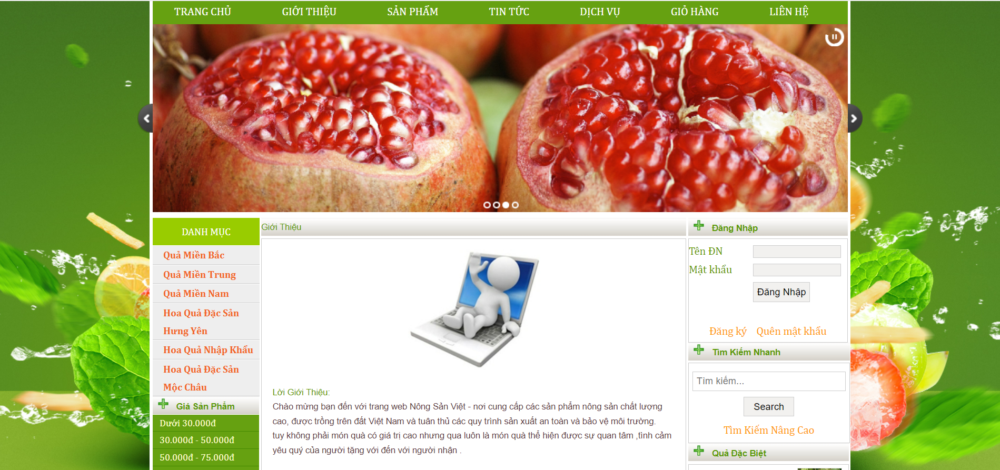 TRANG CHỦ GIỚI THIỆU SẢN PHẨM TIN TỨC DỊCH VỤ GIỎ HÀNG LIÊN HỆ
DANH MỤC
Quả Miền Bắc
Quả Miền Trung
Quả Miền Nam
Hoa Quả Đặc Sản
Hưng Yên
Hoa Quả Nhập Khẩu
Hoa Quả Đặc Sản
Mộc Châu
Giá Sản Phẩm
Dưới 30.000đ
30.000đ - 50.000đ
50.000đ - 75.000đ
Giới Thiệu
Lời Giới Thiệu:
Chào mừng bạn đến với trang web Nông Sản Việt - nơi cung cấp các sản phẩm nông sản chất lượng
cao, được trồng trên đất Việt Nam và tuân thủ các quy trình sản xuất an toàn và bảo vệ môi trường.
tuy không phải món quà có giá trị cao nhưng qua luôn là món quà thể hiện được sự quan tâm ,tình cảm
yêu quý của người tặng với đến với người nhận .
Đăng Nhập
Tên ĐN
Mật khẩu
Đăng Nhập
Đăng ký Quên mật khẩu
Tìm Kiếm Nhanh
Tìm kiếm...
Search
Tìm Kiếm Nâng Cao
Quả Đặc Biệt